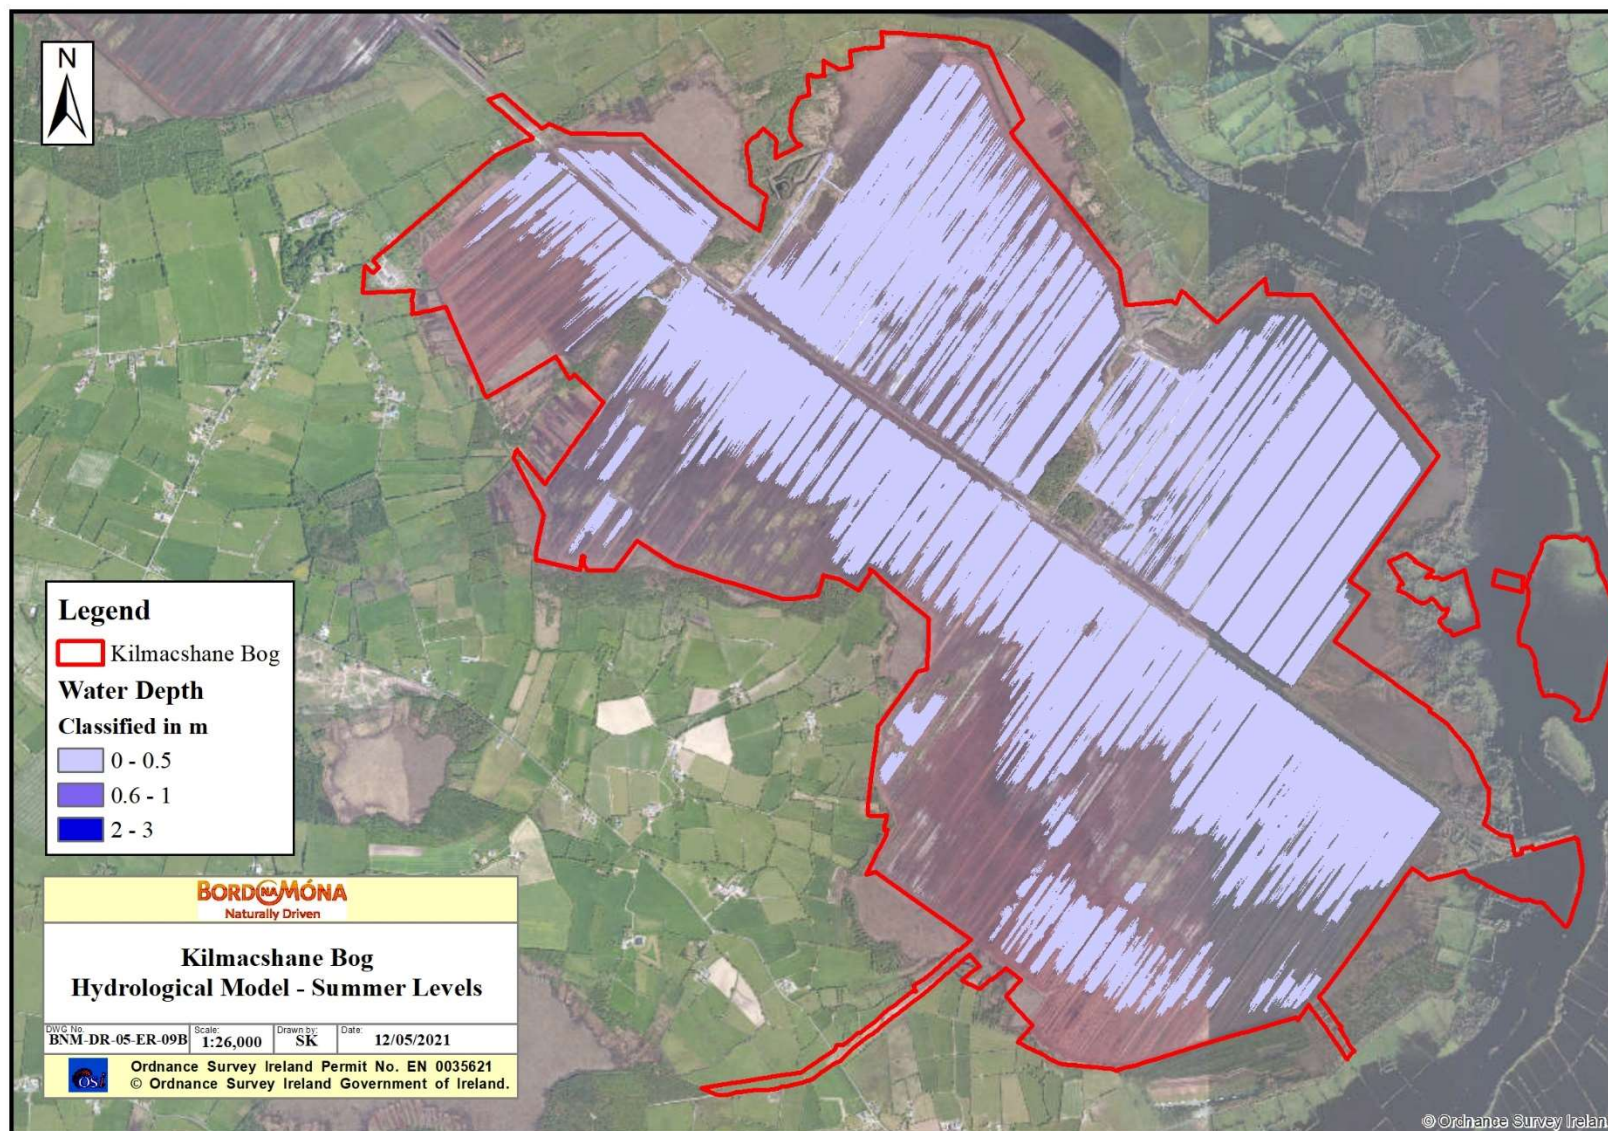 N
Legend
Kilmacshane Bog
Water Depth
Classified in m
0 - 0.5
0.6 - 1
2 - 3
BORD NA MÓNA
Naturally Driven
Kilmacshane Bog
Hydrological Model - Summer Levels
DWG No. Scale: Drawn by: Date:
BNM-DR-05-ER-09B 1:26,000 SK 12/05/2021
OSi
Ordnance Survey Ireland Permit No. EN 0035621
© Ordnance Survey Ireland Government of Ireland.
© Ordnance Survey Irelan